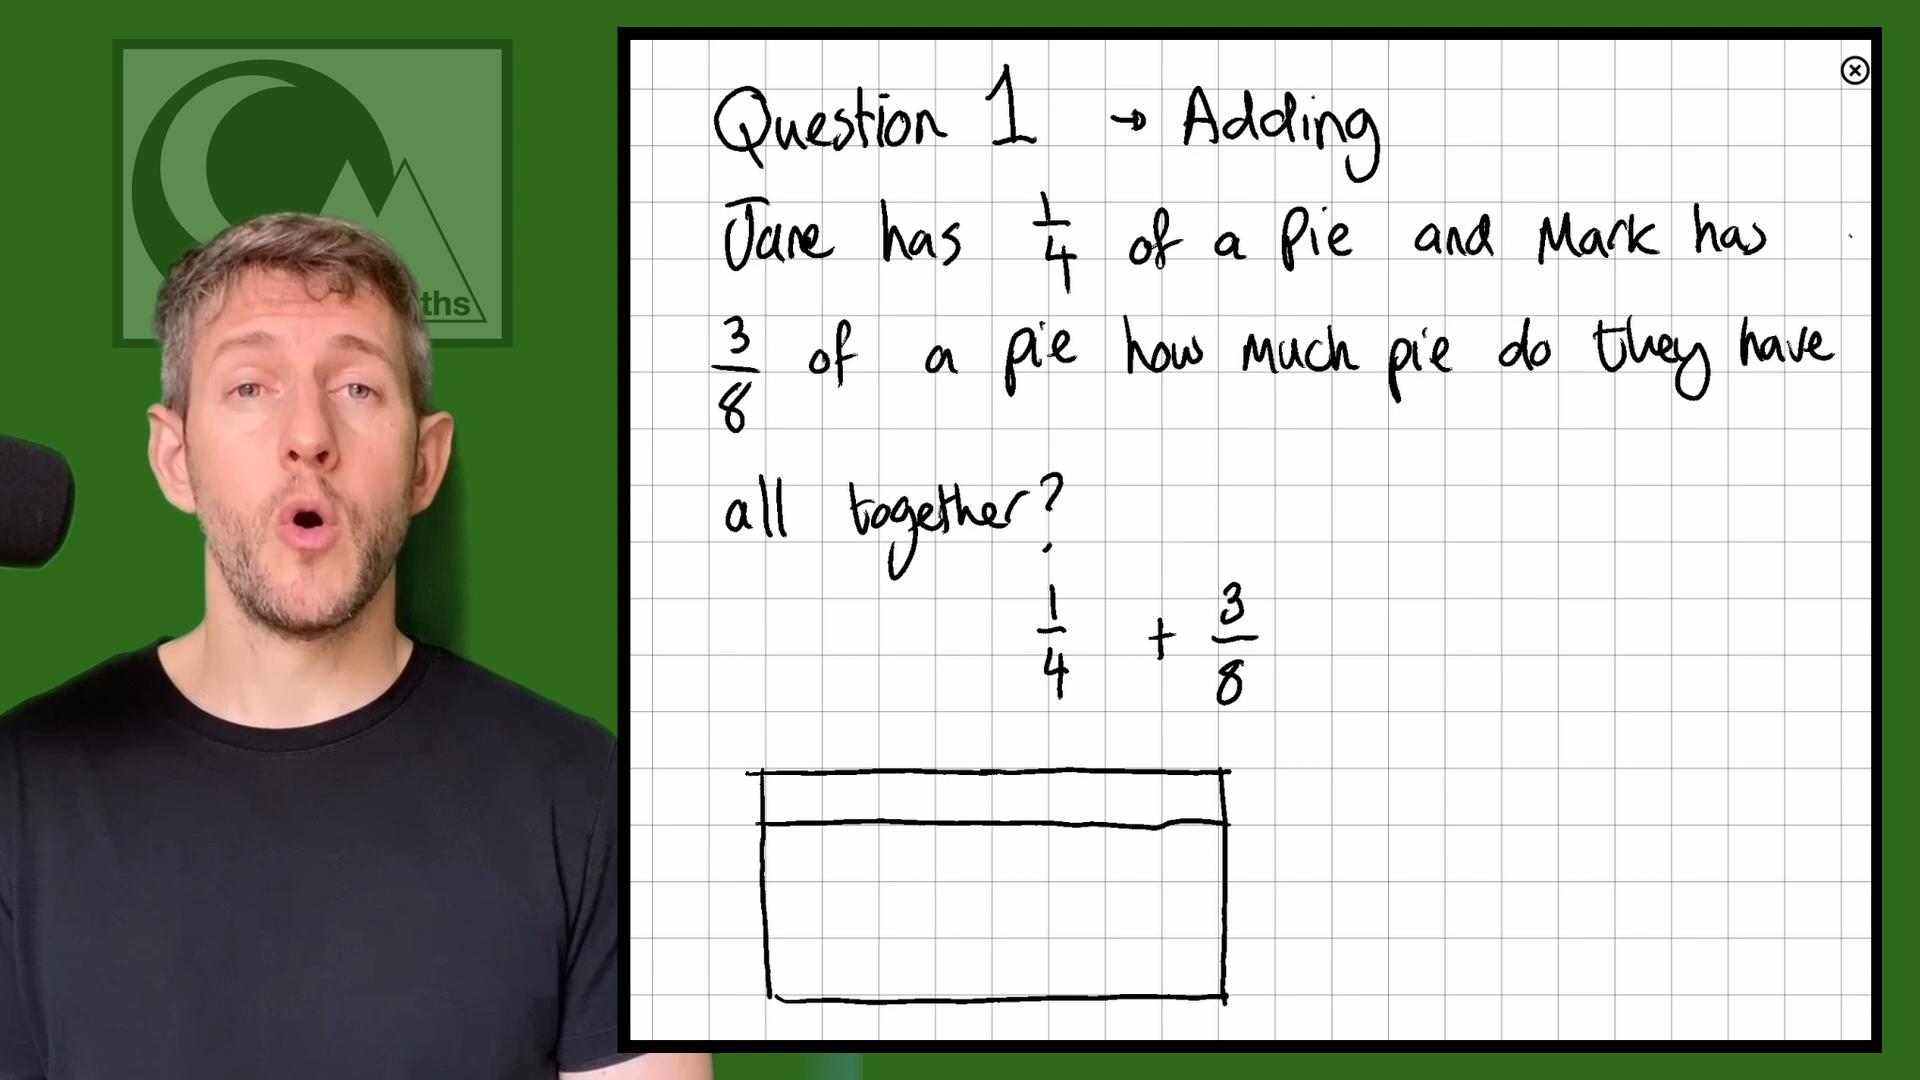 ths
Question 1 → Adding
Jane has 1/4 of a pie and Mark has
3/8 of a pie how much pie do they have
all together?
1/4 + 3/8